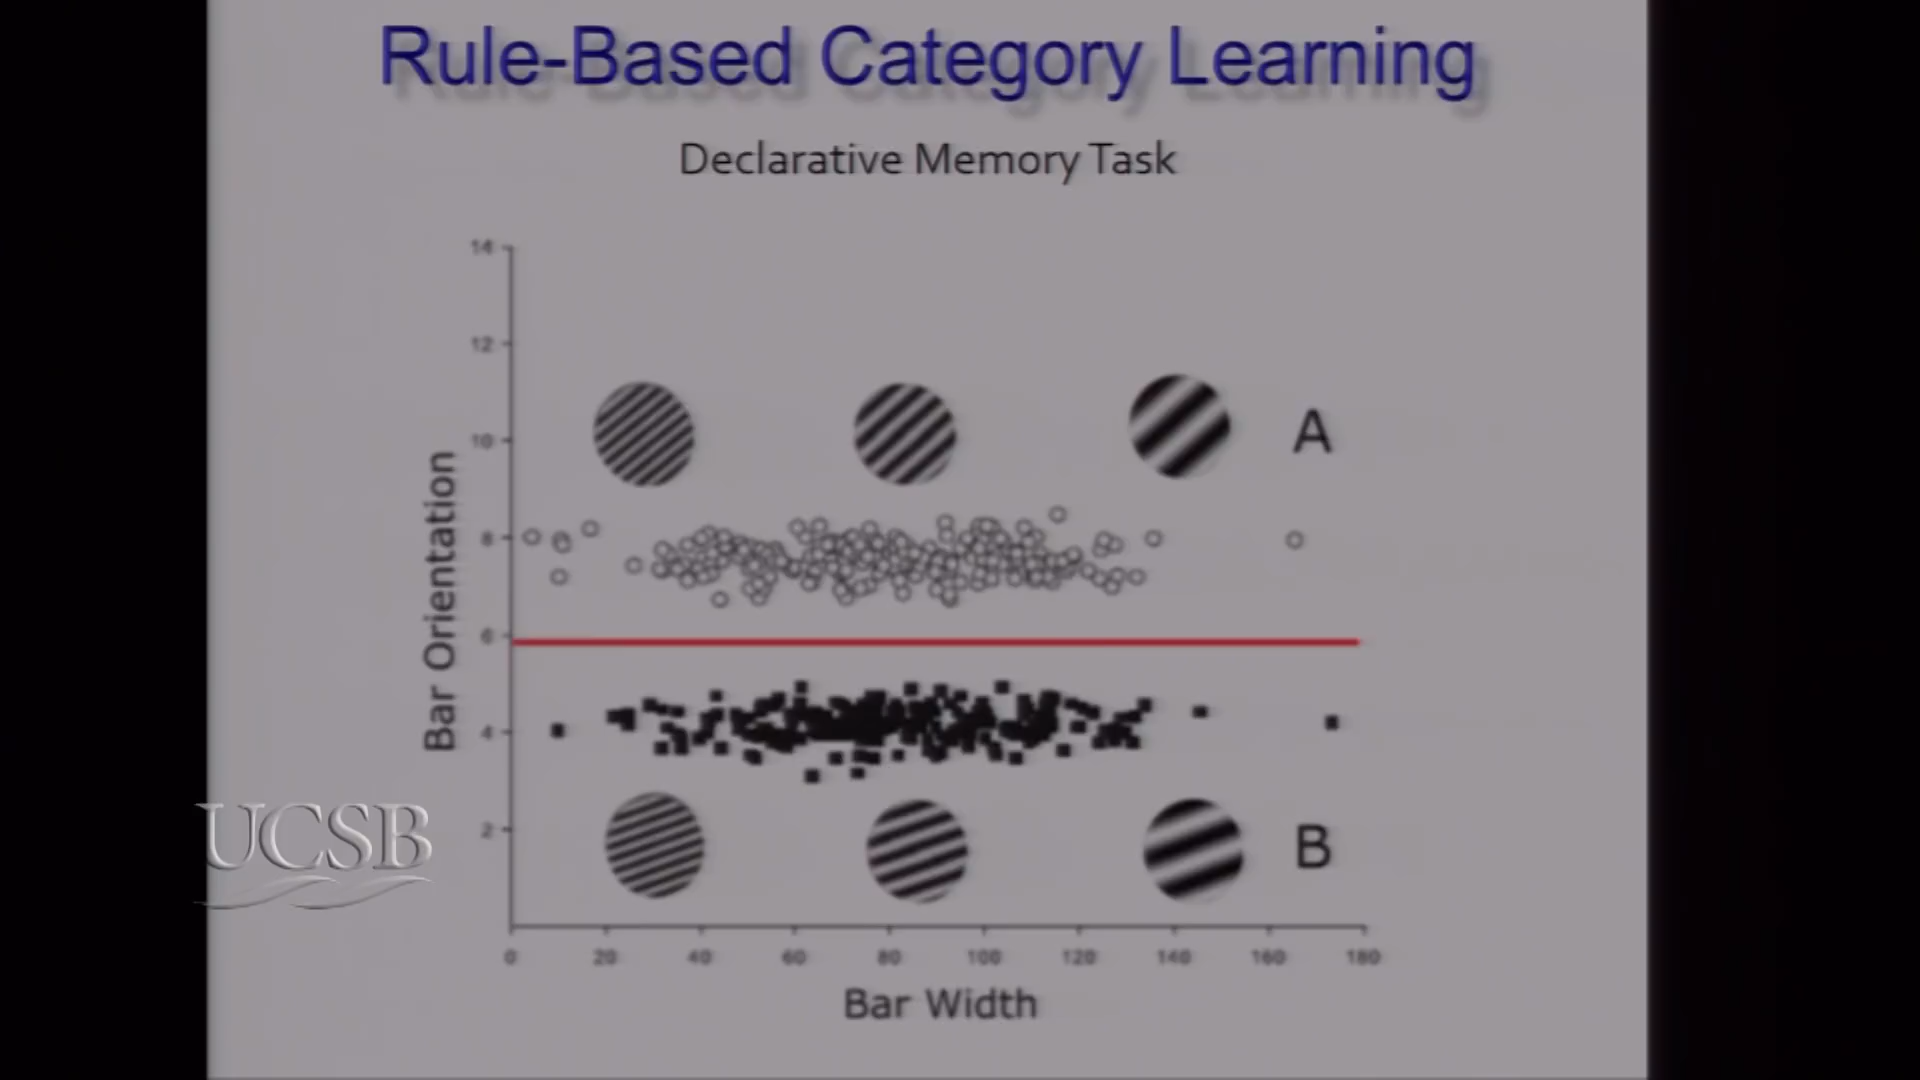 Rule-Based Category Learning
Declarative Memory Task
14
12
10
8
6
4
2
Bar Orientation
A
B
0 20 40 60 80 100 120 140 160 180
Bar Width
UCSB